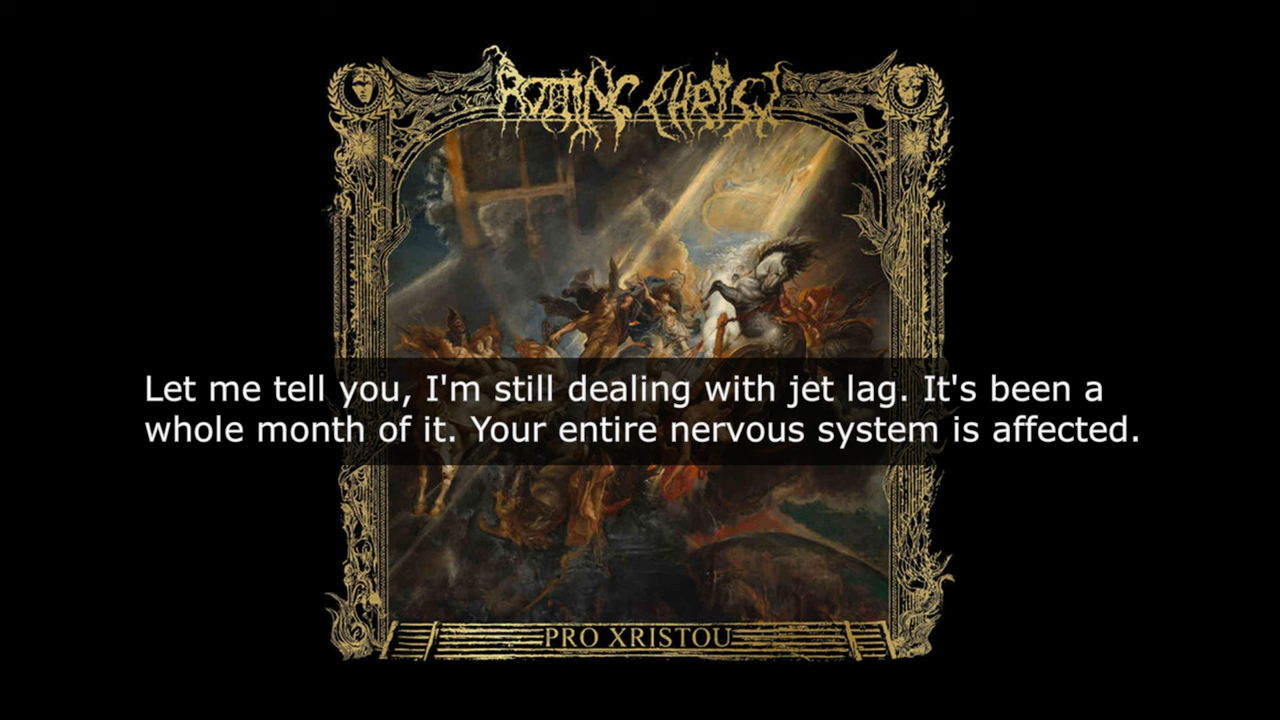 ROTTING CHRIST
Let me tell you, I'm still dealing with jet lag. It's been a
whole month of it. Your entire nervous system is affected.
PRO XRISTOU